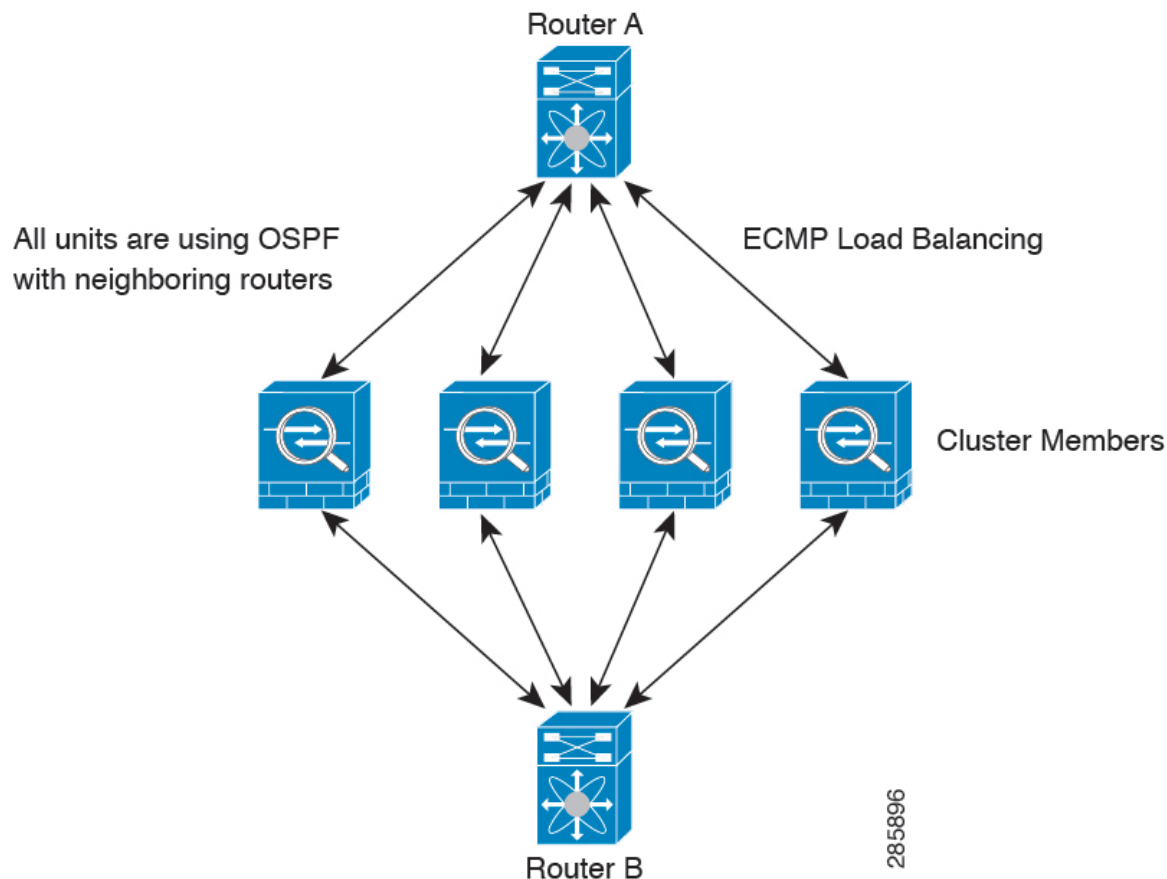 Router A
All units are using OSPF
with neighboring routers
ECMP Load Balancing
Cluster Members
Router B
285896